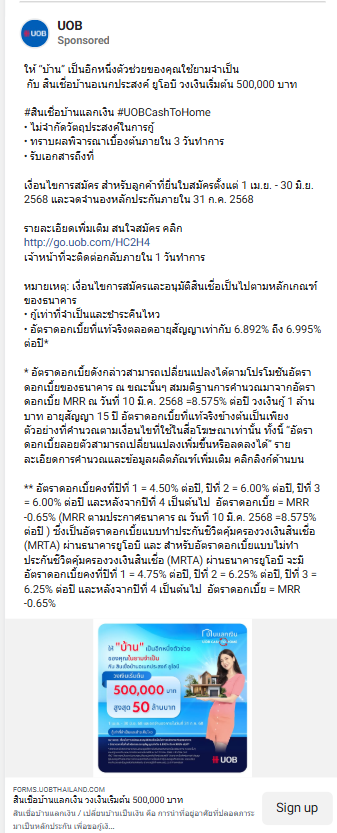 UOB
Sponsored
ให้ "บ้าน" เป็นอีกหนึ่งตัวช่วยของคุณใช้ยามจำเป็น
กับ สินเชื่อบ้านอเนกประสงค์ ยูโอบี วงเงินเริ่มต้น 500,000 บาท
#สินเชื่อบ้านแลกเงิน #UOBCashToHome
• ไม่จำกัดวัตถุประสงค์ในการกู้
• ทราบผลพิจารณาเบื้องต้นภายใน 3 วันทำการ
• รับเอกสารถึงที่
เงื่อนไขการสมัคร สำหรับลูกค้าที่ยื่นใบสมัครตั้งแต่ 1 เม.ย. - 30 มิ.ย.
2568 และจดจำนองหลักประกันภายใน 31 ก.ค. 2568
รายละเอียดเพิ่มเติม สนใจสมัคร คลิก
http://go.uob.com/HC2H4
เจ้าหน้าที่จะติดต่อกลับภายใน 1 วันทำการ
หมายเหตุ: เงื่อนไขการสมัครและอนุมัติสินเชื่อเป็นไปตามหลักเกณฑ์
ของธนาคาร
• กู้เท่าที่จำเป็นและชำระคืนไหว
• อัตราดอกเบี้ยที่แท้จริงตลอดอายุสัญญาเท่ากับ 6.892% ถึง 6.995%
ต่อปี*
* อัตราดอกเบี้ยดังกล่าวสามารถเปลี่ยนแปลงได้ตามโปรโมชันอัตรา
ดอกเบี้ยของธนาคาร ณ ขณะนั้นๆ สมมติฐานการคำนวณมาจากอัตรา
ดอกเบี้ย MRR ณ วันที่ 10 มี.ค. 2568 =8.575% ต่อปี วงเงินกู้ 1 ล้าน
บาท อายุสัญญา 15 ปี อัตราดอกเบี้ยที่แท้จริงข้างต้นเป็นเพียง
ตัวอย่างที่คำนวณตามเงื่อนไขที่ใช้ในสื่อโฆษณาเท่านั้น ทั้งนี้ "อัตรา
ดอกเบี้ยลอยตัวสามารถเปลี่ยนแปลงเพิ่มขึ้นหรือลดลงได้" ราย
ละเอียดการคำนวณและข้อมูลผลิตภัณฑ์เพิ่มเติม คลิกลิงก์ด้านบน
** อัตราดอกเบี้ยคงที่ปีที่ 1 = 4.50% ต่อปี, ปีที่ 2 = 6.00% ต่อปี, ปีที่ 3
= 6.00% ต่อปี และหลังจากปีที่ 4 เป็นต้นไป อัตราดอกเบี้ย = MRR
-0.65% (MRR ตามประกาศธนาคาร ณ วันที่ 10 มี.ค. 2568 =8.575%
ต่อปี ) ซึ่งเป็นอัตราดอกเบี้ยแบบทำประกันชีวิตคุ้มครองวงเงินสินเชื่อ
(MRTA) ผ่านธนาคารยูโอบี และ สำหรับอัตราดอกเบี้ยแบบไม่ทำ
ประกันชีวิตคุ้มครองวงเงินสินเชื่อ (MRTA) ผ่านธนาคารยูโอบี จะมี
อัตราดอกเบี้ยคงที่ปีที่ 1 = 4.75% ต่อปี, ปีที่ 2 = 6.25% ต่อปี, ปีที่ 3 =
6.25% ต่อปี และหลังจากปีที่ 4 เป็นต้นไป อัตราดอกเบี้ย = MRR
-0.65%
บ้านแลกเงิน
ให้ "บ้าน" เป็นอีกหนึ่งตัวช่วย
ของคุณในยามจำเป็น
กับ สินเชื่อบ้านอเนกประสงค์ ยูโอบี
วงเงินเริ่มต้น
500,000 บาท
สูงสุด 50 ล้านบาท
UOB
FORMS.UOBTHAILAND.COM
สินเชื่อบ้านแลกเงิน วงเงินเริ่มต้น 500,000 บาท
สินเชื่อบ้านแลกเงิน / เปลี่ยนบ้านเป็นเงิน คือ การนำที่อยู่อาศัยที่ปลอดภาระ
มาเป็นหลักประกัน เพื่อขอกู้เงิ...
Sign up